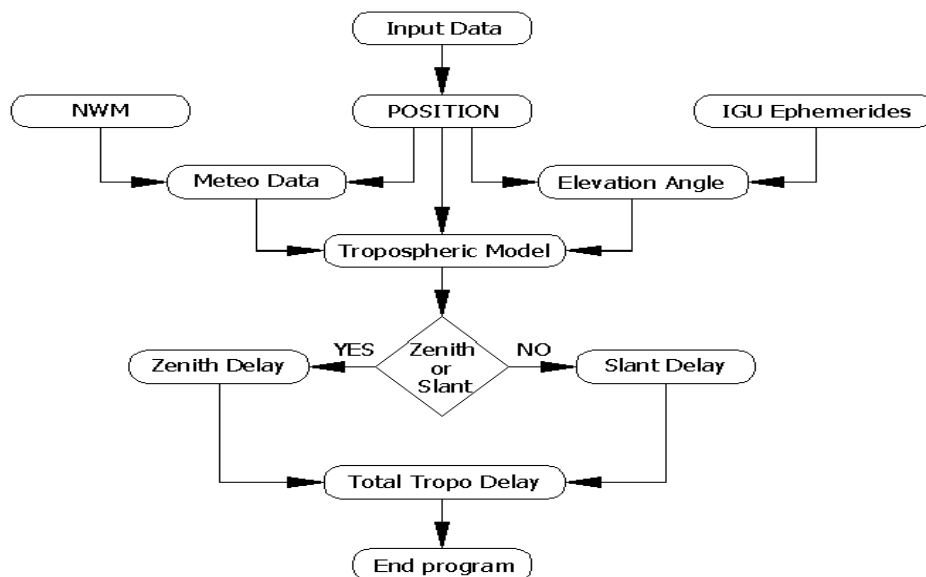 Input Data
NWM
POSITION
IGU Ephemerides
Meteo Data
Elevation Angle
Tropospheric Model
YES
Zenith
or
Slant
NO
Zenith Delay
Slant Delay
Total Tropo Delay
End program